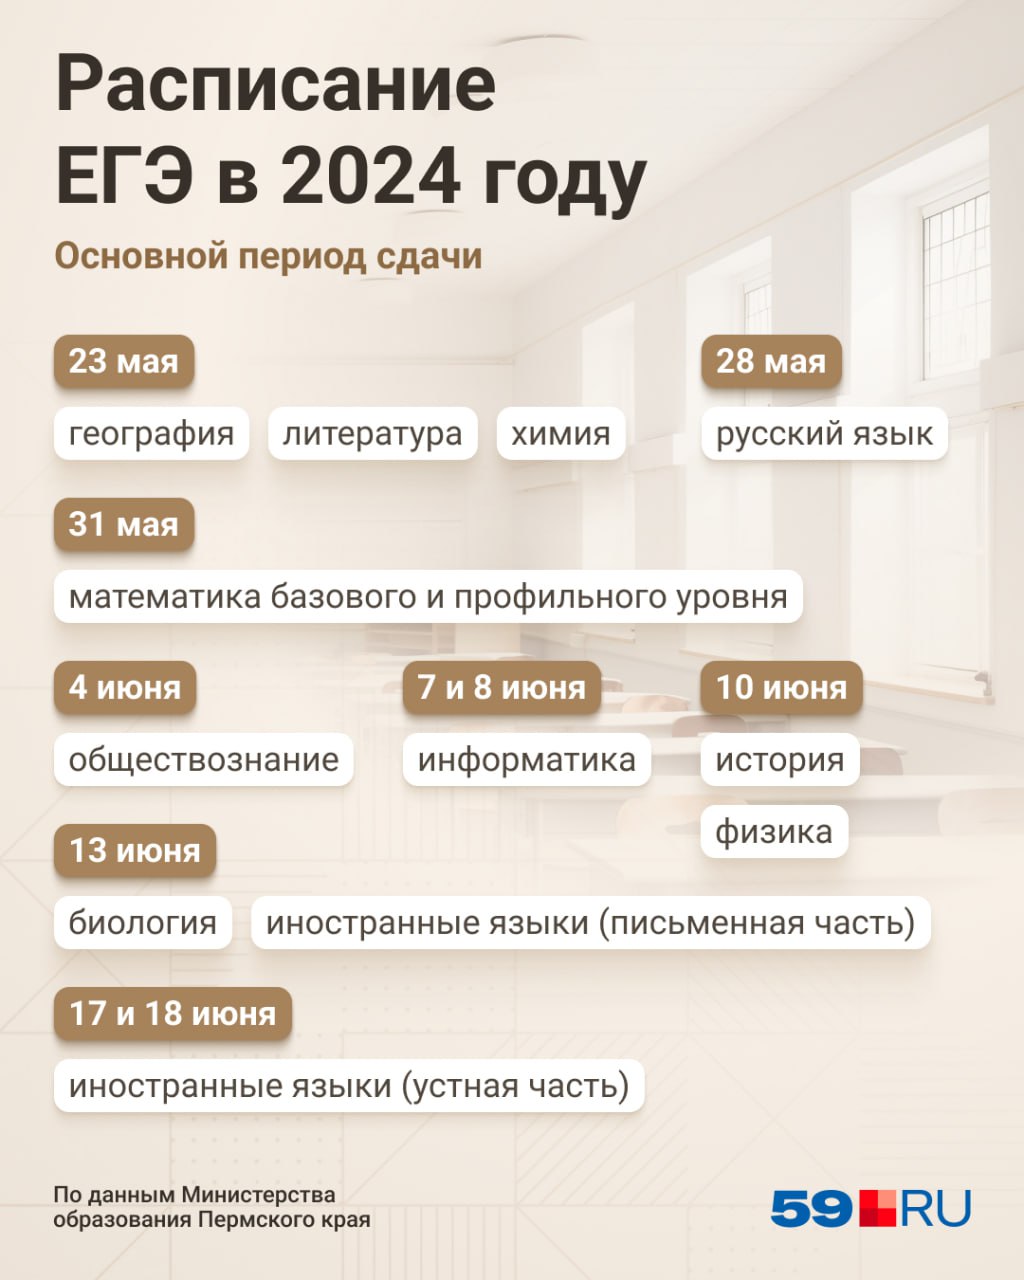 Расписание
ЕГЭ в 2024 году
Основной период сдачи
23 мая
география литература химия
28 мая
русский язык
31 мая
математика базового и профильного уровня
4 июня
обществознание
7 и 8 июня
информатика
10 июня
история
физика
13 июня
биология иностранные языки (письменная часть)
17 и 18 июня
иностранные языки (устная часть)
По данным Министерства
образования Пермского края
59.RU